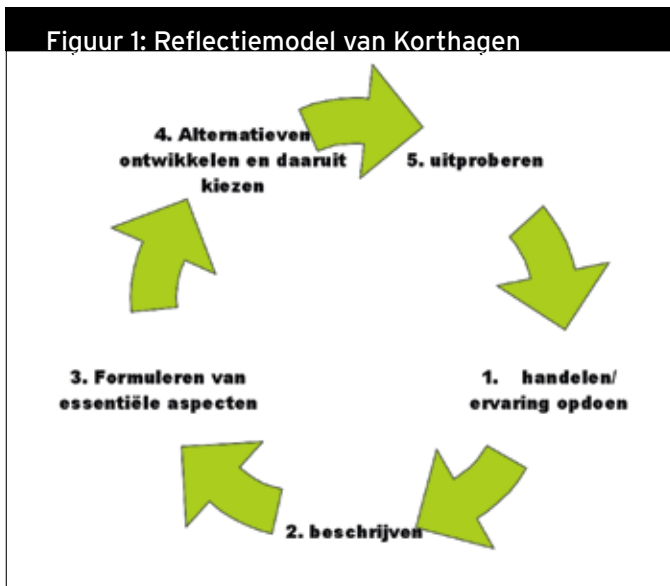 Figuur 1: Reflectiemodel van Korthagen
4. Alternatieven
ontwikkelen en daaruit
kiezen
5. uitproberen
3. Formuleren van
essentiële aspecten
1. handelen/
ervaring opdoen
2. beschrijven